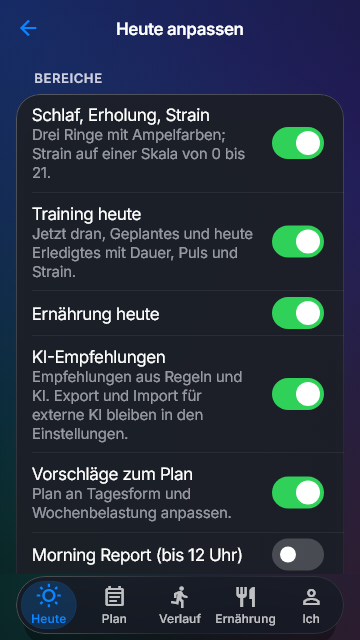 Heute anpassen
BEREICHE
Schlaf, Erholung, Strain
Drei Ringe mit Ampelfarben;
Strain auf einer Skala von 0 bis
21.
Training heute
Jetzt dran, Geplantes und heute
Erledigtes mit Dauer, Puls und
Strain.
Ernährung heute
KI-Empfehlungen
Empfehlungen aus Regeln und
KI. Export und Import für
externe KI bleiben in den
Einstellungen.
Vorschläge zum Plan
Plan an Tagesform und
Wochenbelastung anpassen.
Morning Report (bis 12 Uhr)
Heute Plan Verlauf Ernährung Ich